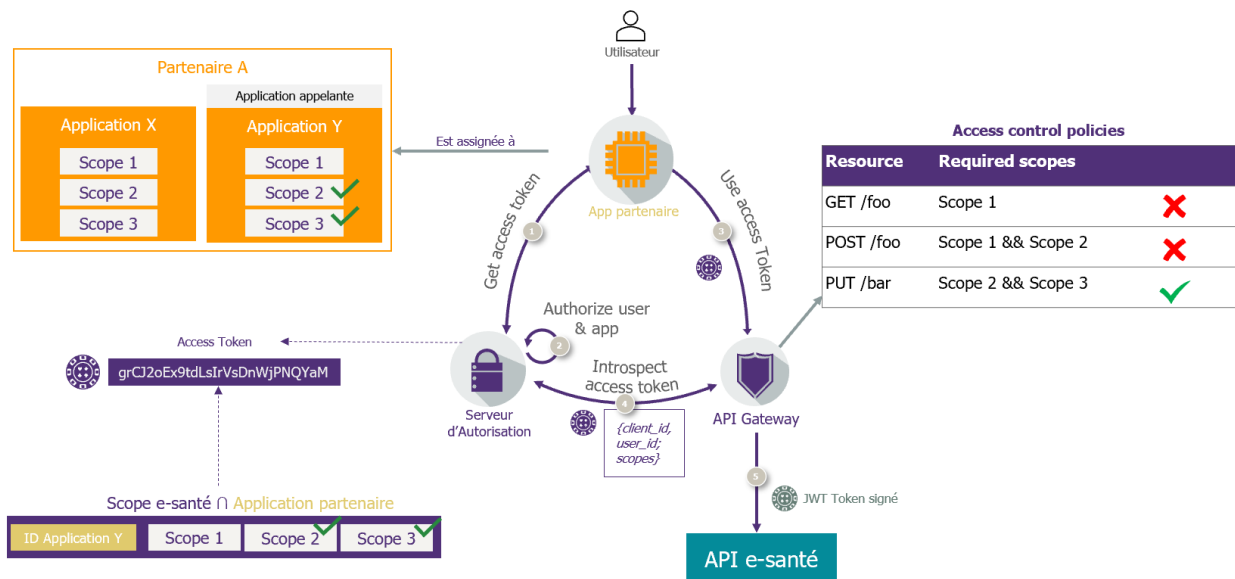 Utilisateur
Partenaire A
Application appelante
Application X
Scope 1
Scope 2
Scope 3
Application Y
Scope 1
Scope 2
Scope 3
Est assignée à
App partenaire
Get access token
1
Use access Token
3
Access control policies
Resource Required scopes
GET /foo Scope 1
POST /foo Scope 1 && Scope 2
PUT /bar Scope 2 && Scope 3
Authorize user
& app
2
Access Token
grCJ2oEx9tdLsIrVsDnWjPNQYaM
Introspect
access token
4
Serveur
d'Autorisation
{client_id,
user_id;
scopes}
API Gateway
5
JWT Token signé
Scope e-santé ∩ Application partenaire
ID Application Y Scope 1 Scope 2 Scope 3
API e-santé